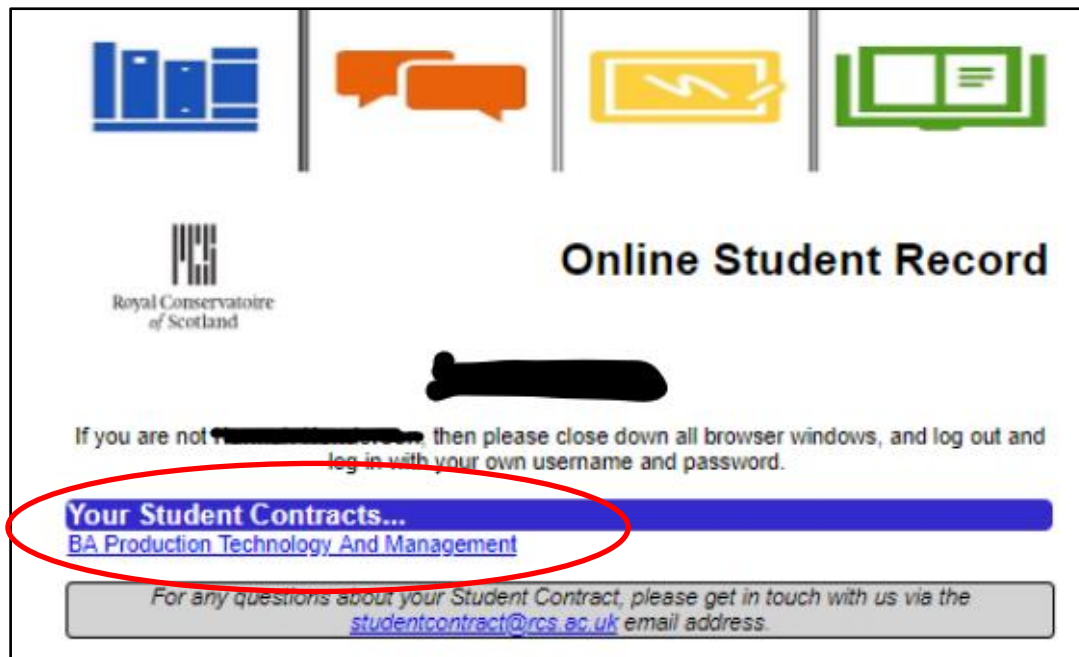 RCS
Royal Conservatoire
of Scotland
Online Student Record
If you are not then please close down all browser windows, and log out and
log in with your own username and password.
Your Student Contracts...
BA Production Technology And Management
For any questions about your Student Contract, please get in touch with us via the
studentcontract@rcs.ac.uk email address.